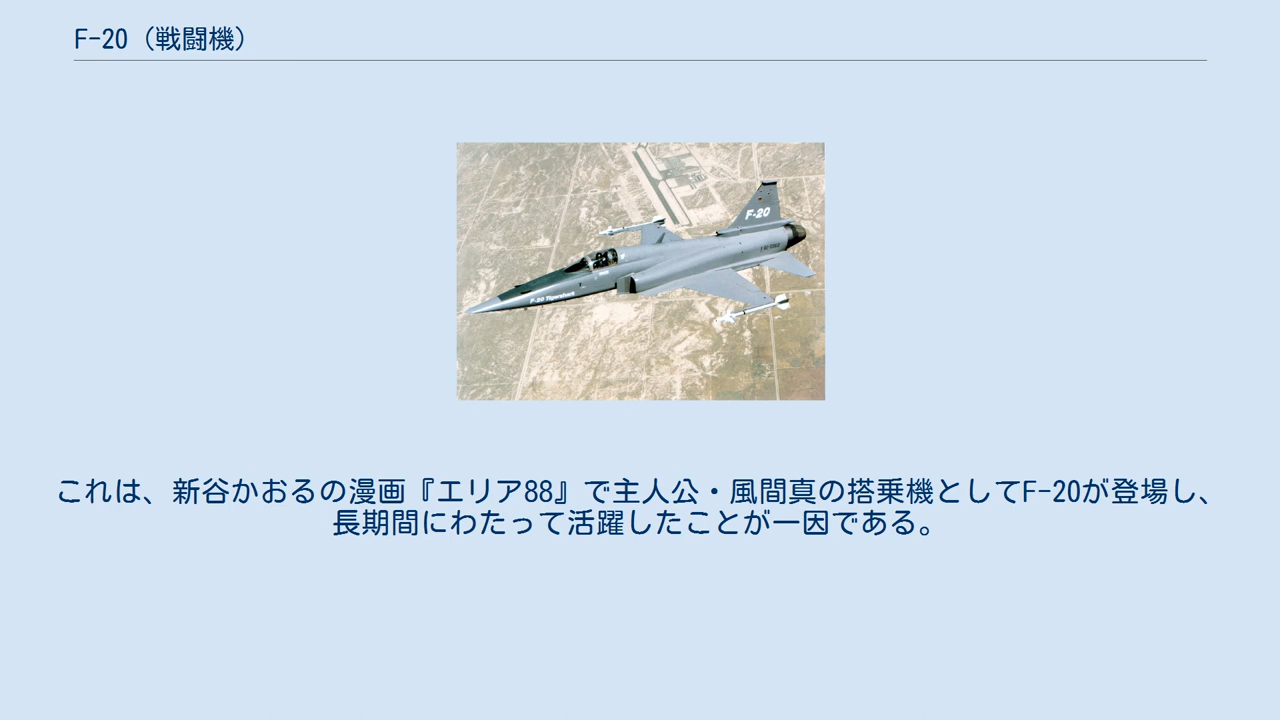 F-20（戦闘機）
F-20
F-20 Tigershark
これは、新谷かおるの漫画『エリア88』で主人公・風間真の搭乗機としてF-20が登場し、
長期間にわたって活躍したことが一因である。